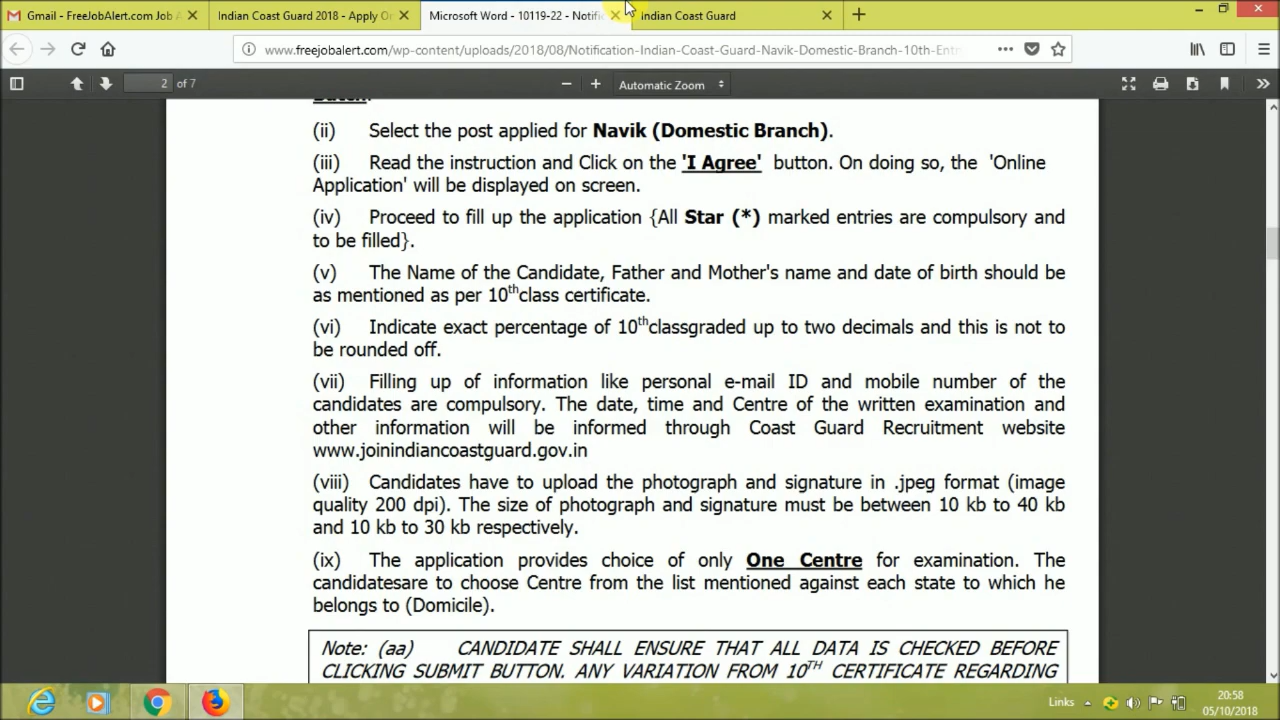 Gmail - FreeJobAlert.com Job A
Indian Coast Guard 2018 - Apply On
Microsoft Word - 10119-22 - Notific
Indian Coast Guard
www.freejobalert.com/wp-content/uploads/2018/08/Notification-Indian-Coast-Guard-Navik-Domestic-Branch-10th-Entr
2 of 7
Automatic Zoom
Batch.
(ii) Select the post applied for Navik (Domestic Branch).
(iii) Read the instruction and Click on the 'I Agree' button. On doing so, the 'Online
Application' will be displayed on screen.
(iv) Proceed to fill up the application {All Star (*) marked entries are compulsory and
to be filled}.
(v) The Name of the Candidate, Father and Mother's name and date of birth should be
as mentioned as per 10thclass certificate.
(vi) Indicate exact percentage of 10thclassgraded up to two decimals and this is not to
be rounded off.
(vii) Filling up of information like personal e-mail ID and mobile number of the
candidates are compulsory. The date, time and Centre of the written examination and
other information will be informed through Coast Guard Recruitment website
www.joinindiancoastguard.gov.in
(viii) Candidates have to upload the photograph and signature in .jpeg format (image
quality 200 dpi). The size of photograph and signature must be between 10 kb to 40 kb
and 10 kb to 30 kb respectively.
(ix) The application provides choice of only One Centre for examination. The
candidatesare to choose Centre from the list mentioned against each state to which he
belongs to (Domicile).
Note: (aa) CANDIDATE SHALL ENSURE THAT ALL DATA IS CHECKED BEFORE
CLICKING SUBMIT BUTTON. ANY VARIATION FROM 10TH CERTIFICATE REGARDING
Links
20:58
05/10/2018